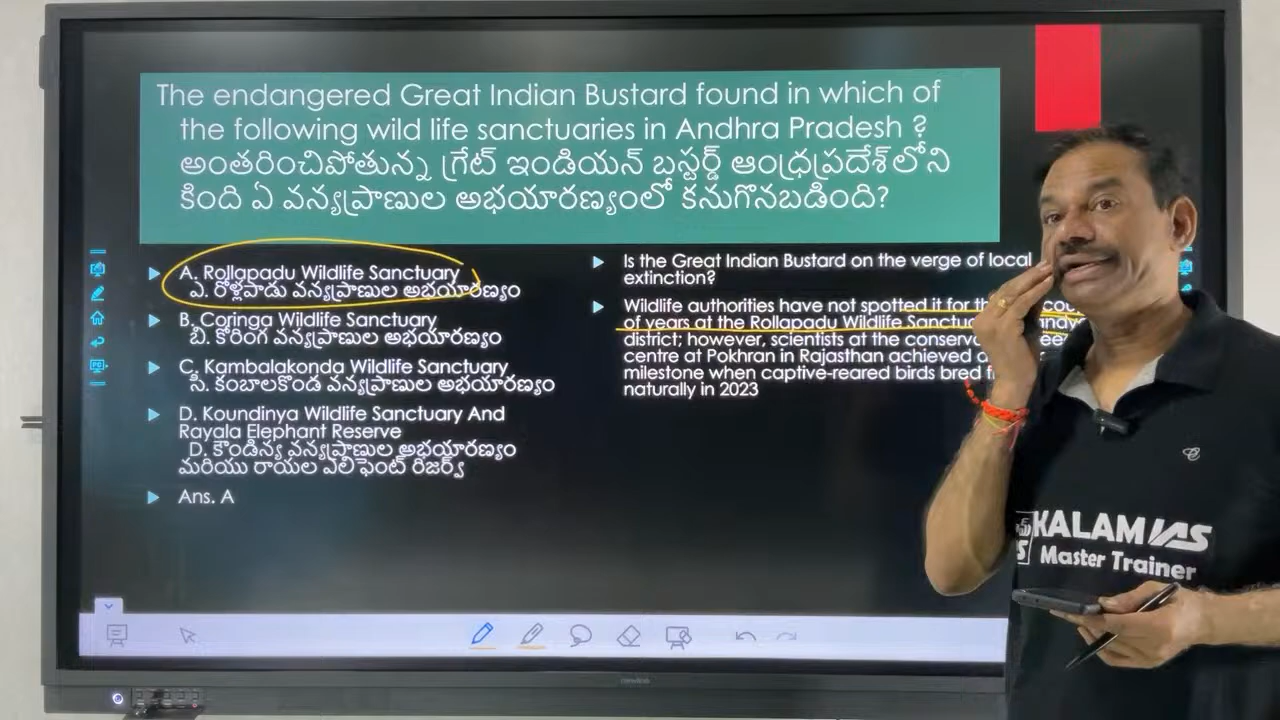 The endangered Great Indian Bustard found in which of
the following wild life sanctuaries in Andhra Pradesh ?
అంతరించిపోతున్న గ్రేట్ ఇండియన్ బస్టర్డ్ ఆంధ్రప్రదేశ్‌లోని
కింది ఏ వన్యప్రాణుల అభయారణ్యంలో కనుగొనబడింది?
A. Rollapadu Wildlife Sanctuary
ఎ. రోళ్లపాడు వన్యప్రాణుల అభయారణ్యం
B. Coringa Wildlife Sanctuary
బి. కోరింగ వన్యప్రాణుల అభయారణ్యం
C. Kambalakonda Wildlife Sanctuary
సి. కంబాలకొండ వన్యప్రాణుల అభయారణ్యం
D. Koundinya Wildlife Sanctuary And
Rayala Elephant Reserve
D. కౌండిన్య వన్యప్రాణుల అభయారణ్యం
మరియు రాయల ఎలిఫెంట్ రిజర్వ్
Ans. A
Is the Great Indian Bustard on the verge of local
extinction?
Wildlife authorities have not spotted it for
of years at the Rollapadu Wildlife
district; however, scientists at the
centre at Pokhran in Rajasthan achieved
milestone when captive-reared birds bred
naturally in 2023
KALAM IAS
Master Trainer